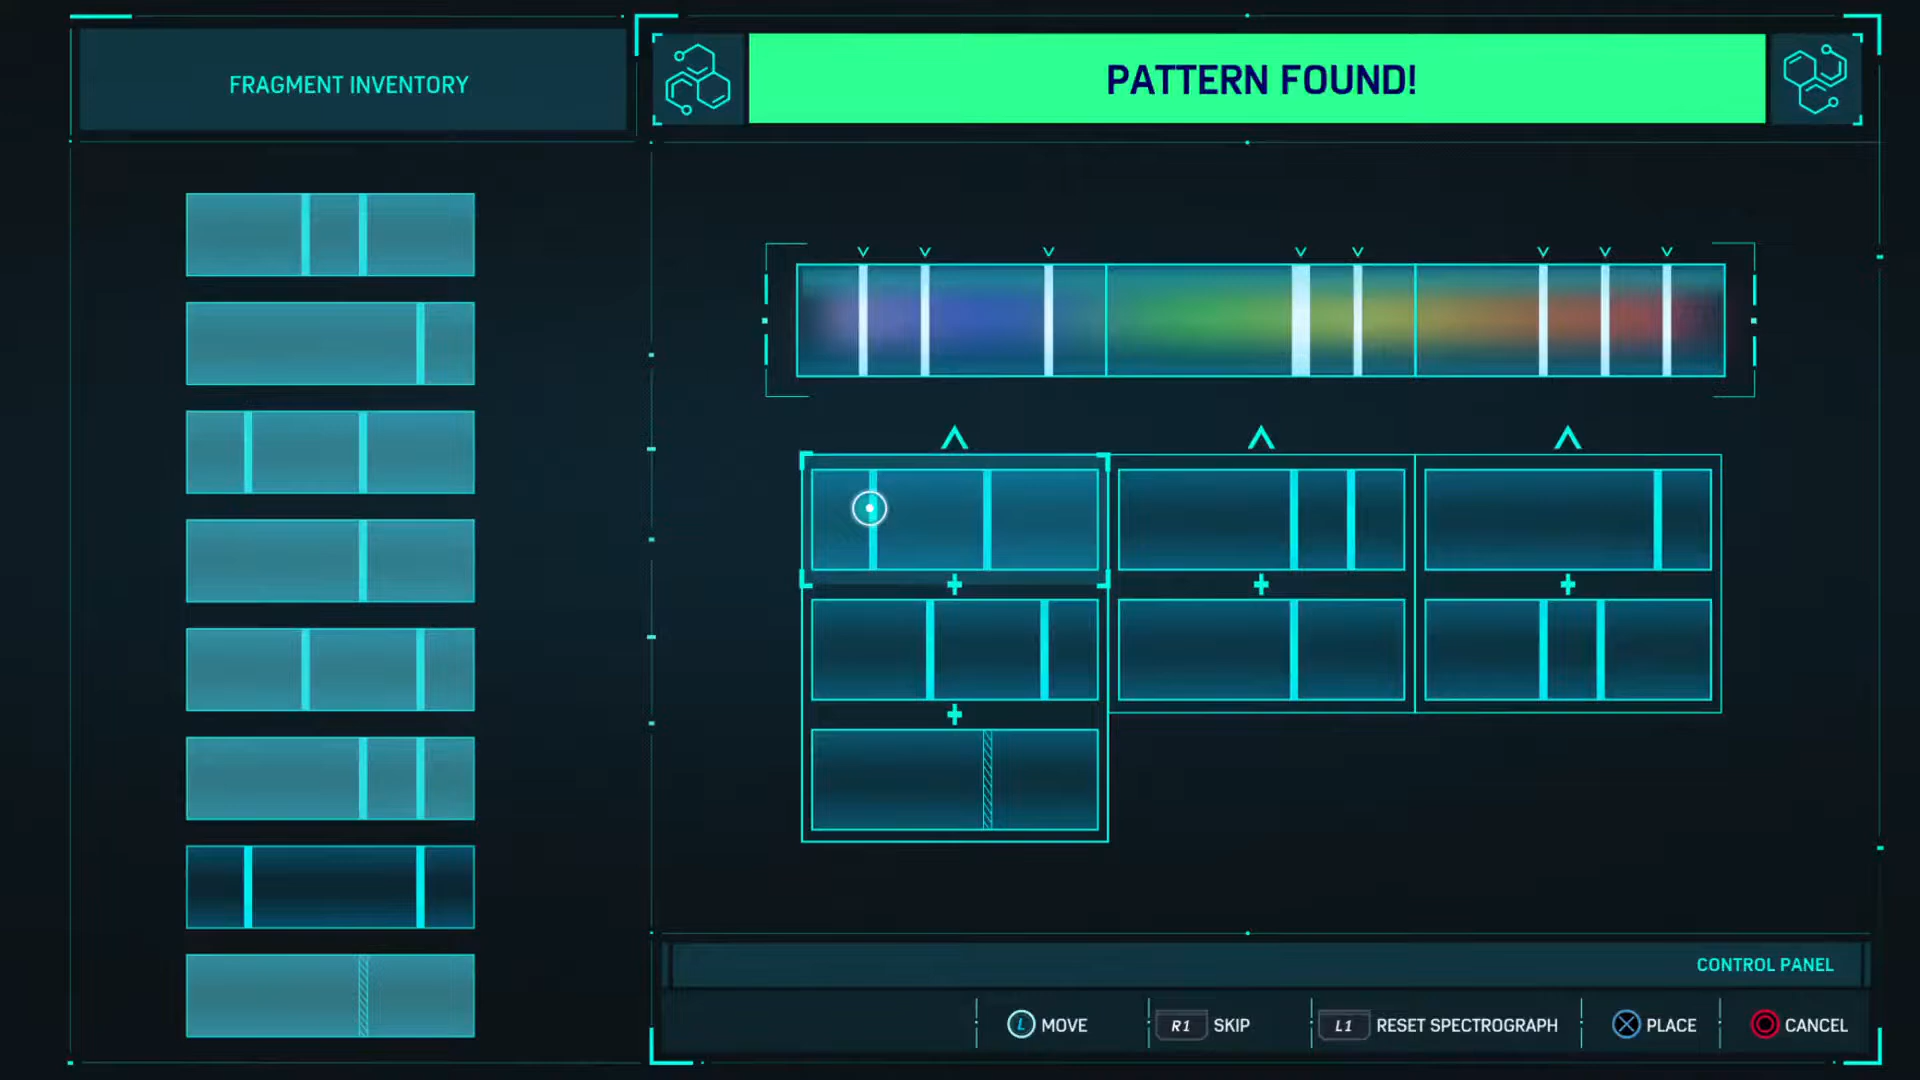 FRAGMENT INVENTORY
PATTERN FOUND!
CONTROL PANEL
L MOVE
R1 SKIP
L1 RESET SPECTROGRAPH
PLACE
CANCEL